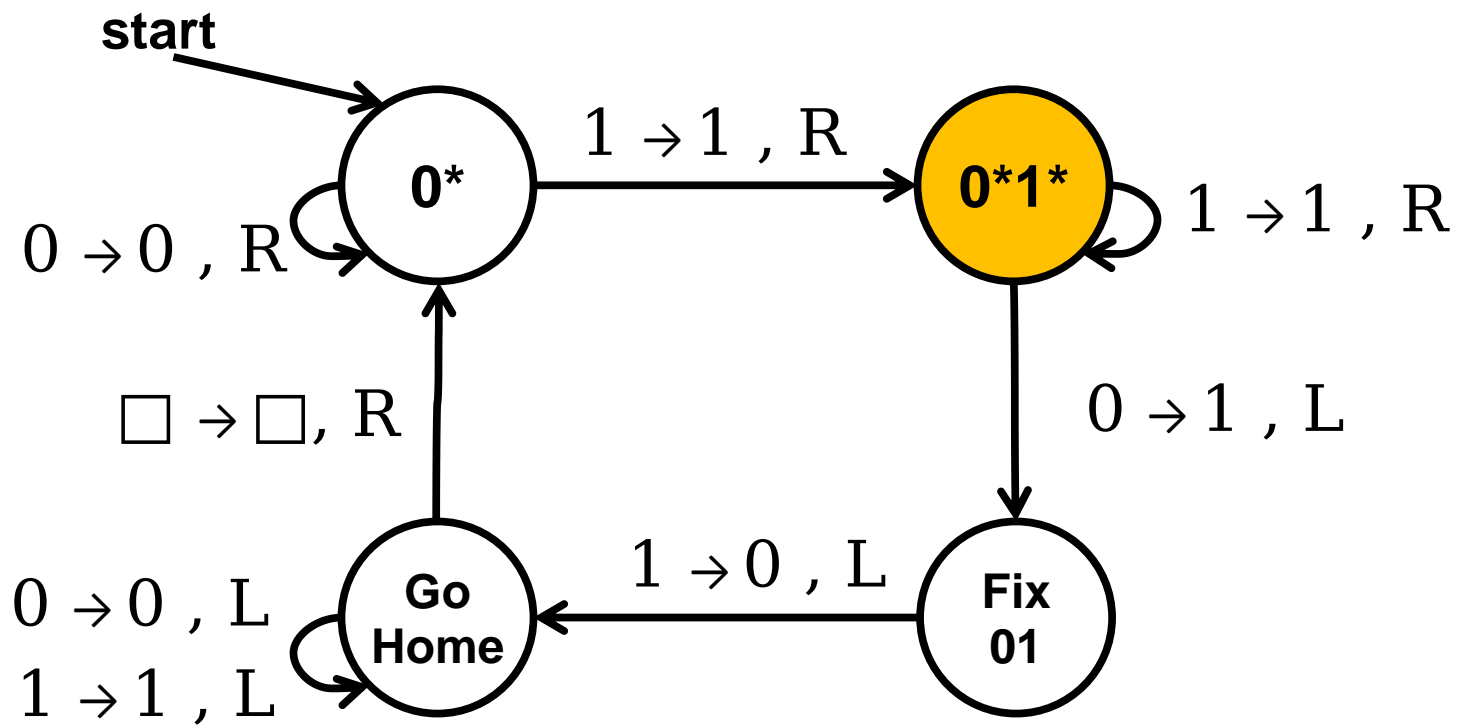 start
1 → 1 , R
0*
0*1*
1 → 1 , R
0 → 0 , R
□ → □, R
0 → 1 , L
1 → 0 , L
Go
Home
Fix
01
0 → 0 , L
1 → 1 , L